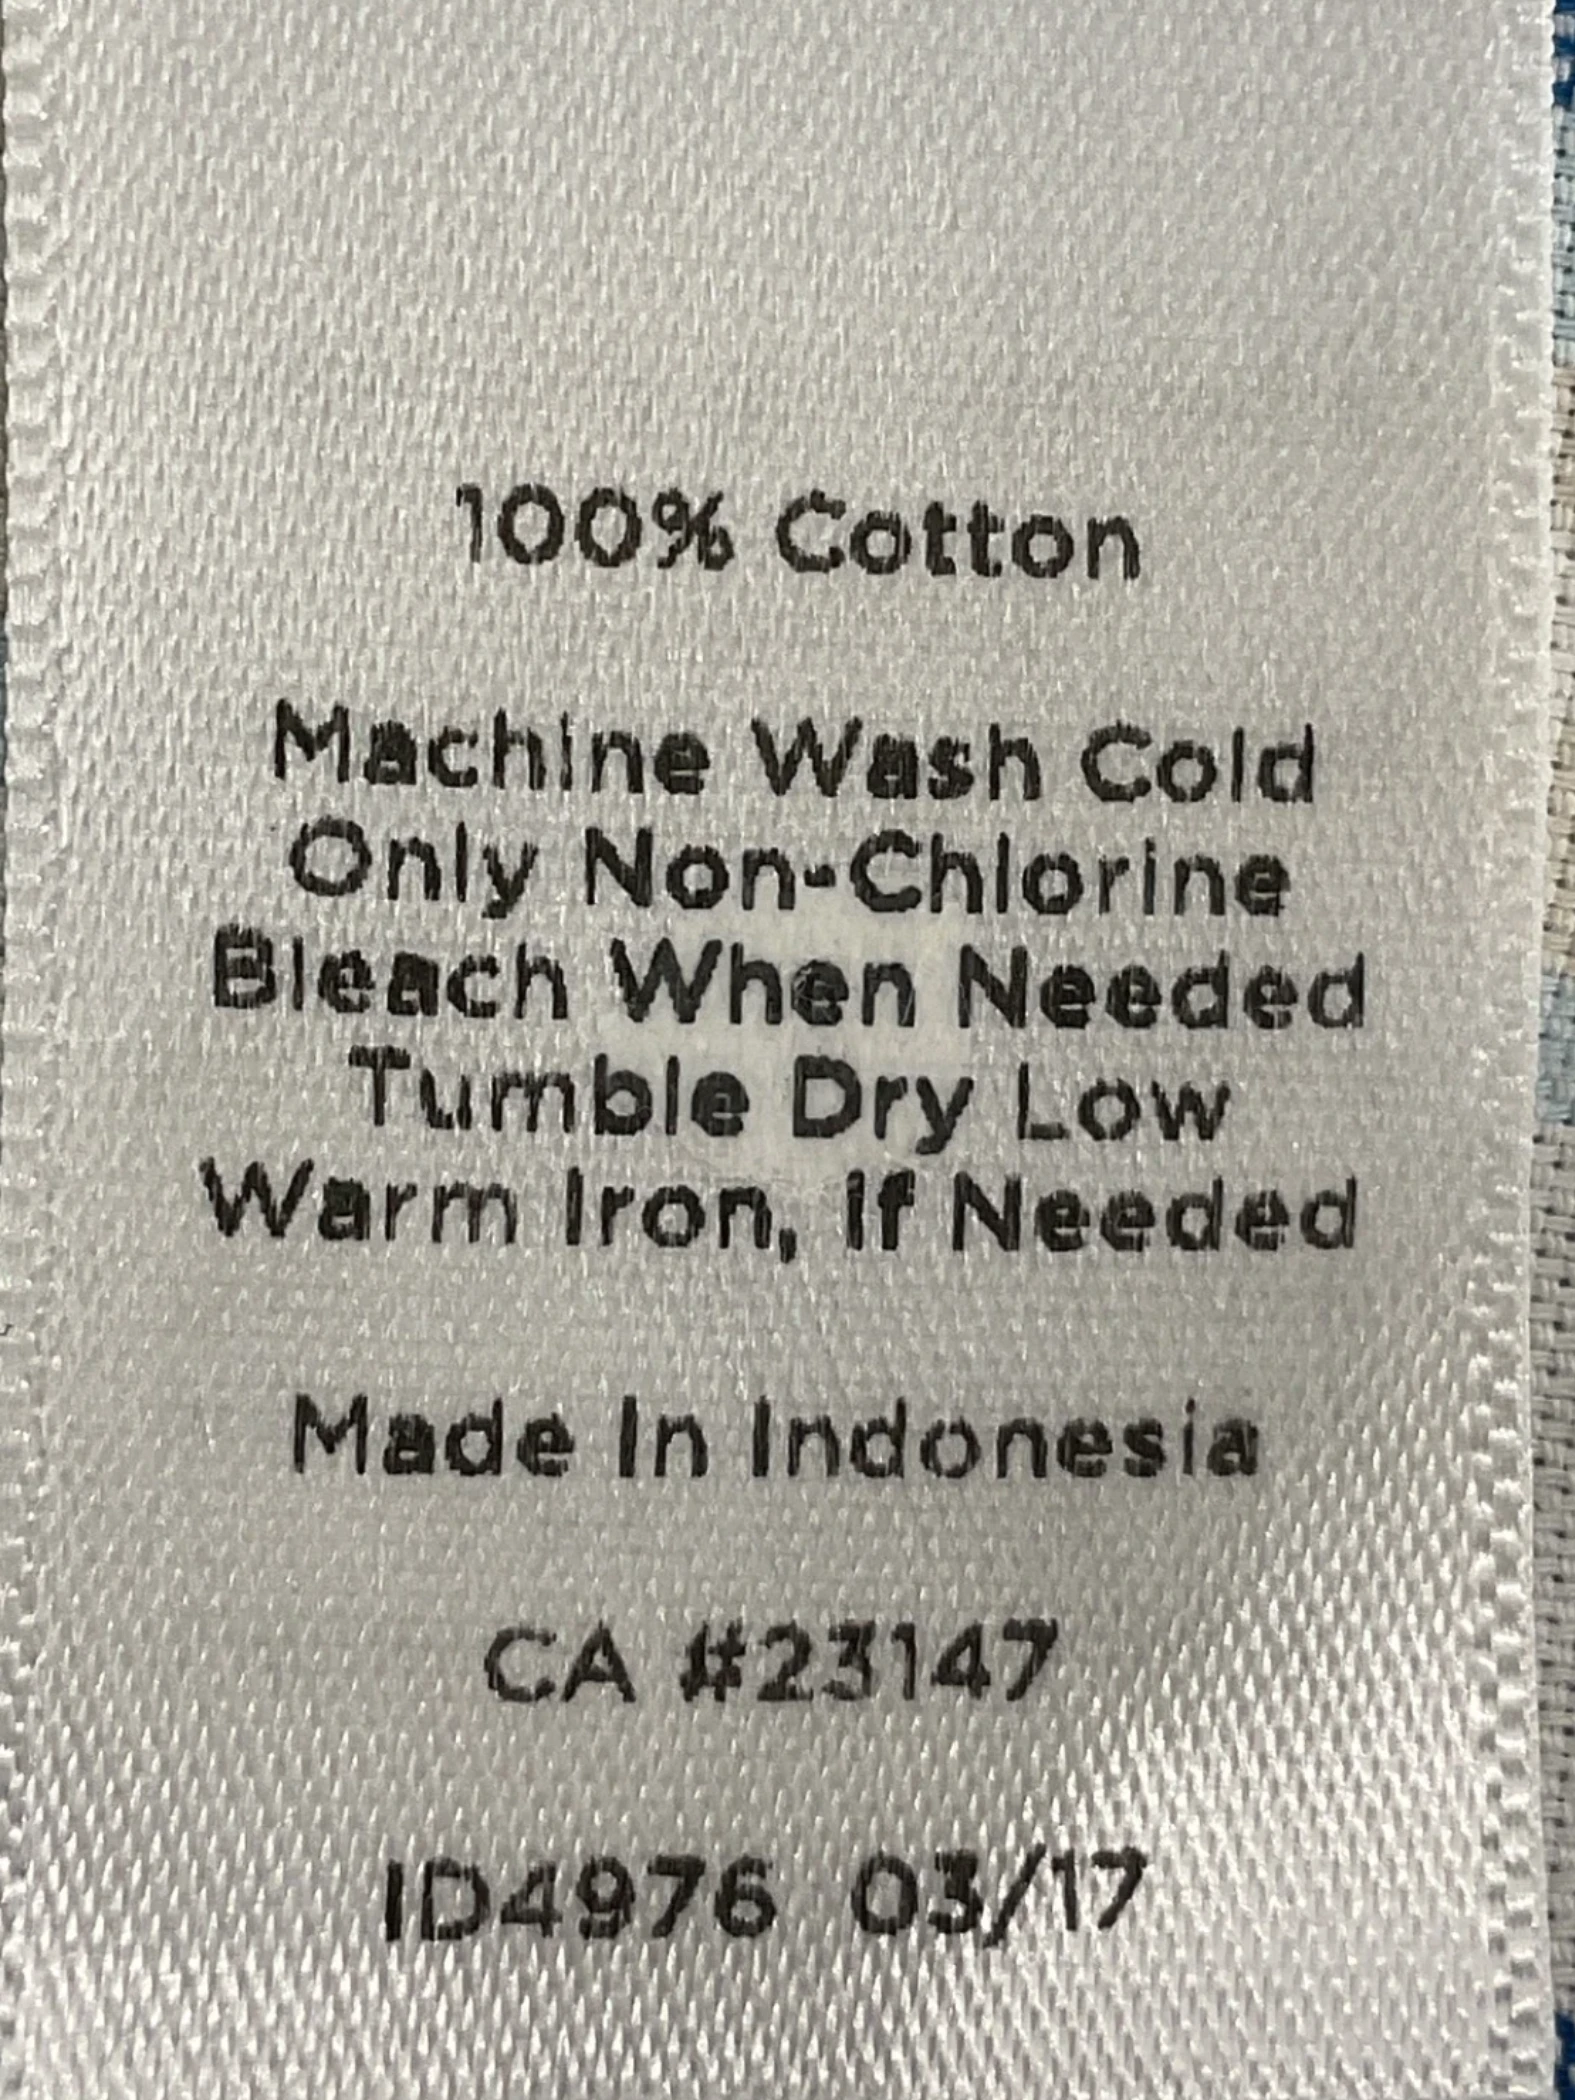 100% Cotton
Machine Wash Cold
Only Non-Chlorine
Bleach When Needed
Tumble Dry Low
Warm Iron, if Needed
Made In Indonesia
CA #23147
ID4976 03/17